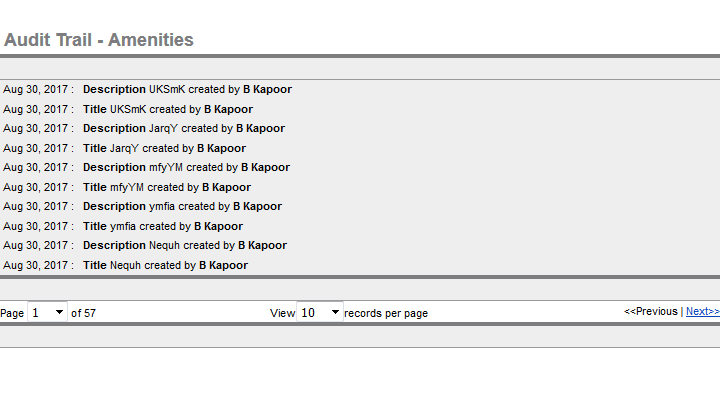 Audit Trail - Amenities
Aug 30, 2017 : Description UKSmK created by B Kapoor
Aug 30, 2017 : Title UKSmK created by B Kapoor
Aug 30, 2017 : Description JarqY created by B Kapoor
Aug 30, 2017 : Title JarqY created by B Kapoor
Aug 30, 2017 : Description mfyYM created by B Kapoor
Aug 30, 2017 : Title mfyYM created by B Kapoor
Aug 30, 2017 : Description ymfia created by B Kapoor
Aug 30, 2017 : Title ymfia created by B Kapoor
Aug 30, 2017 : Description Nequh created by B Kapoor
Aug 30, 2017 : Title Nequh created by B Kapoor
Page 1 of 57 View 10 records per page <<Previous | Next>>